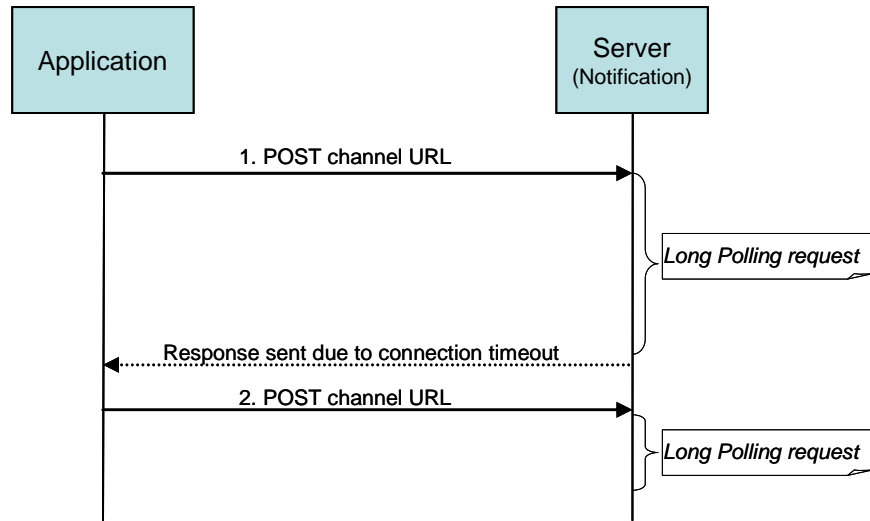 Application
Server
(Notification)
1. POST channel URL
Long Polling request
Response sent due to connection timeout
2. POST channel URL
Long Polling request